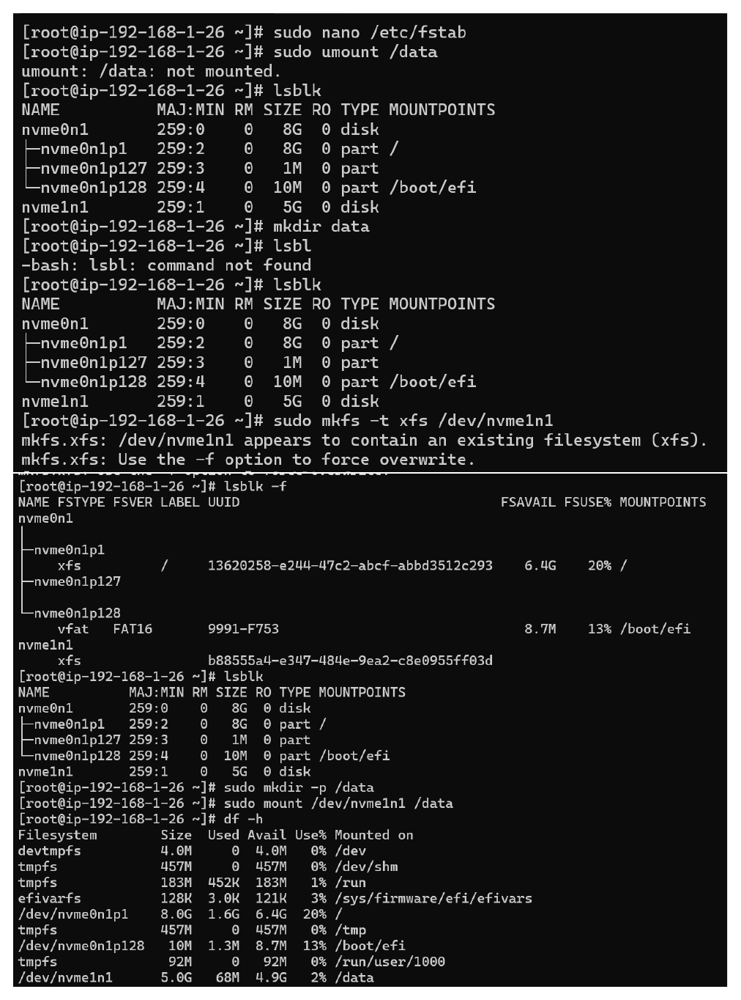 [root@ip-192-168-1-26 ~]# sudo nano /etc/fstab
[root@ip-192-168-1-26 ~]# sudo umount /data
umount: /data: not mounted.
[root@ip-192-168-1-26 ~]# lsblk
NAME          MAJ:MIN RM SIZE RO TYPE MOUNTPOINTS
nvme0n1       259:0    0   8G  0 disk
├─nvme0n1p1   259:2    0   8G  0 part /
├─nvme0n1p127 259:3    0   1M  0 part
└─nvme0n1p128 259:4    0  10M  0 part /boot/efi
nvme1n1       259:1    0   5G  0 disk
[root@ip-192-168-1-26 ~]# mkdir data
[root@ip-192-168-1-26 ~]# lsbl
-bash: lsbl: command not found
[root@ip-192-168-1-26 ~]# lsblk
NAME          MAJ:MIN RM SIZE RO TYPE MOUNTPOINTS
nvme0n1       259:0    0   8G  0 disk
├─nvme0n1p1   259:2    0   8G  0 part /
├─nvme0n1p127 259:3    0   1M  0 part
└─nvme0n1p128 259:4    0  10M  0 part /boot/efi
nvme1n1       259:1    0   5G  0 disk
[root@ip-192-168-1-26 ~]# sudo mkfs -t xfs /dev/nvme1n1
mkfs.xfs: /dev/nvme1n1 appears to contain an existing filesystem (xfs).
mkfs.xfs: Use the -f option to force overwrite.
[root@ip-192-168-1-26 ~]# lsblk -f
NAME FSTYPE FSVER LABEL UUID                                 FSAVAIL FSUSE% MOUNTPOINTS
nvme0n1
│
├─nvme0n1p1
│    xfs          /     13620258-e244-47c2-abcf-abbd3512c293    6.4G    20% /
├─nvme0n1p127
│
└─nvme0n1p128
     vfat   FAT16       9991-F753                               8.7M    13% /boot/efi
nvme1n1
     xfs                b88555a4-e347-484e-9ea2-c8e0955ff03d
[root@ip-192-168-1-26 ~]# lsblk
NAME          MAJ:MIN RM SIZE RO TYPE MOUNTPOINTS
nvme0n1       259:0    0   8G  0 disk
├─nvme0n1p1   259:2    0   8G  0 part /
├─nvme0n1p127 259:3    0   1M  0 part
└─nvme0n1p128 259:4    0  10M  0 part /boot/efi
nvme1n1       259:1    0   5G  0 disk
[root@ip-192-168-1-26 ~]# sudo mkdir -p /data
[root@ip-192-168-1-26 ~]# sudo mount /dev/nvme1n1 /data
[root@ip-192-168-1-26 ~]# df -h
Filesystem        Size  Used Avail Use% Mounted on
devtmpfs          4.0M     0  4.0M   0% /dev
tmpfs             457M     0  457M   0% /dev/shm
tmpfs             183M  452K  183M   1% /run
efivarfs          128K  3.0K  121K   3% /sys/firmware/efi/efivars
/dev/nvme0n1p1    8.0G  1.6G  6.4G  20% /
tmpfs             457M     0  457M   0% /tmp
/dev/nvme0n1p128   10M  1.3M  8.7M  13% /boot/efi
tmpfs              92M     0   92M   0% /run/user/1000
/dev/nvme1n1      5.0G   68M  4.9G   2% /data